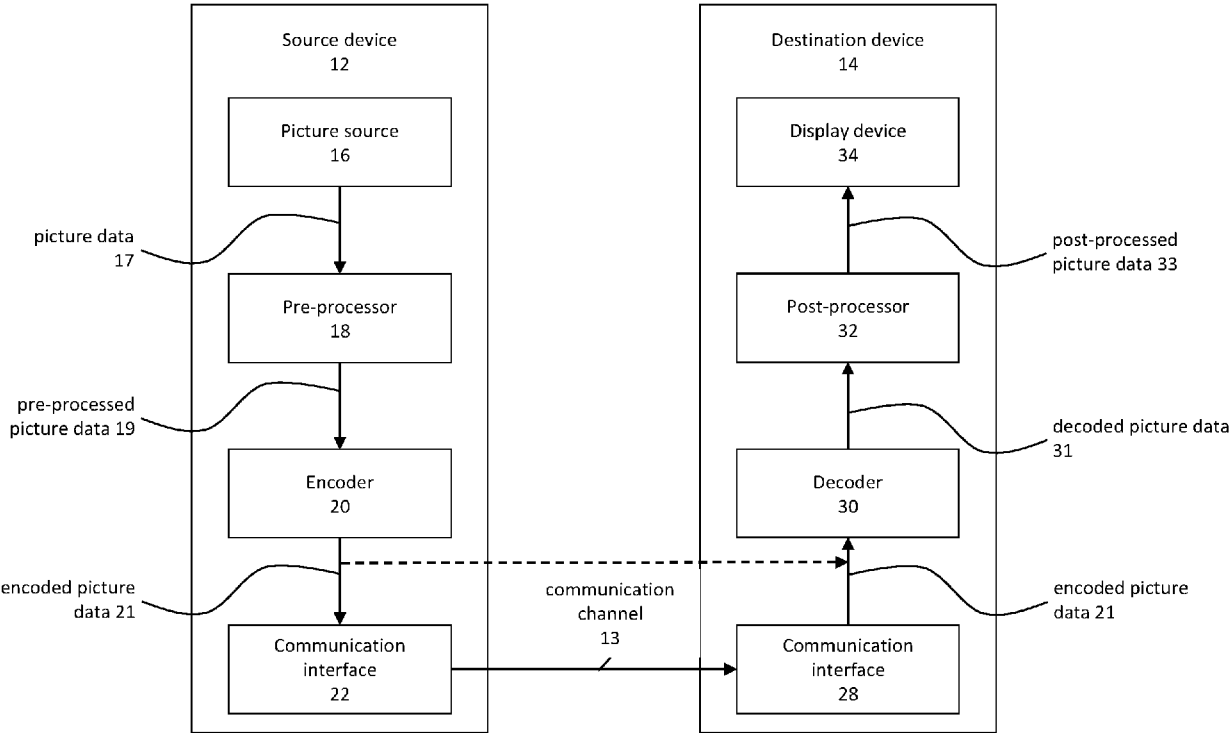 Source device
12
Picture source
16
picture data
17
Pre-processor
18
pre-processed
picture data 19
Encoder
20
encoded picture
data 21
Communication
interface
22
communication
channel
13
Destination device
14
Display device
34
post-processed
picture data 33
Post-processor
32
decoded picture data
31
Decoder
30
encoded picture
data 21
Communication
interface
28